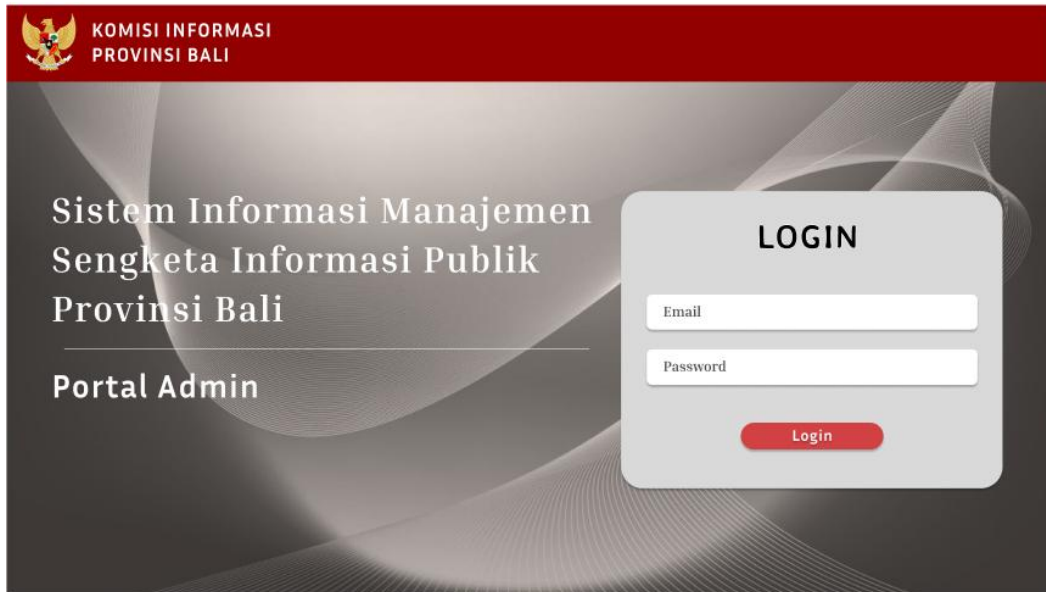 KOMISI INFORMASI
PROVINSI BALI
Sistem Informasi Manajemen
Sengketa Informasi Publik
Provinsi Bali
Portal Admin
LOGIN
Email
Password
Login